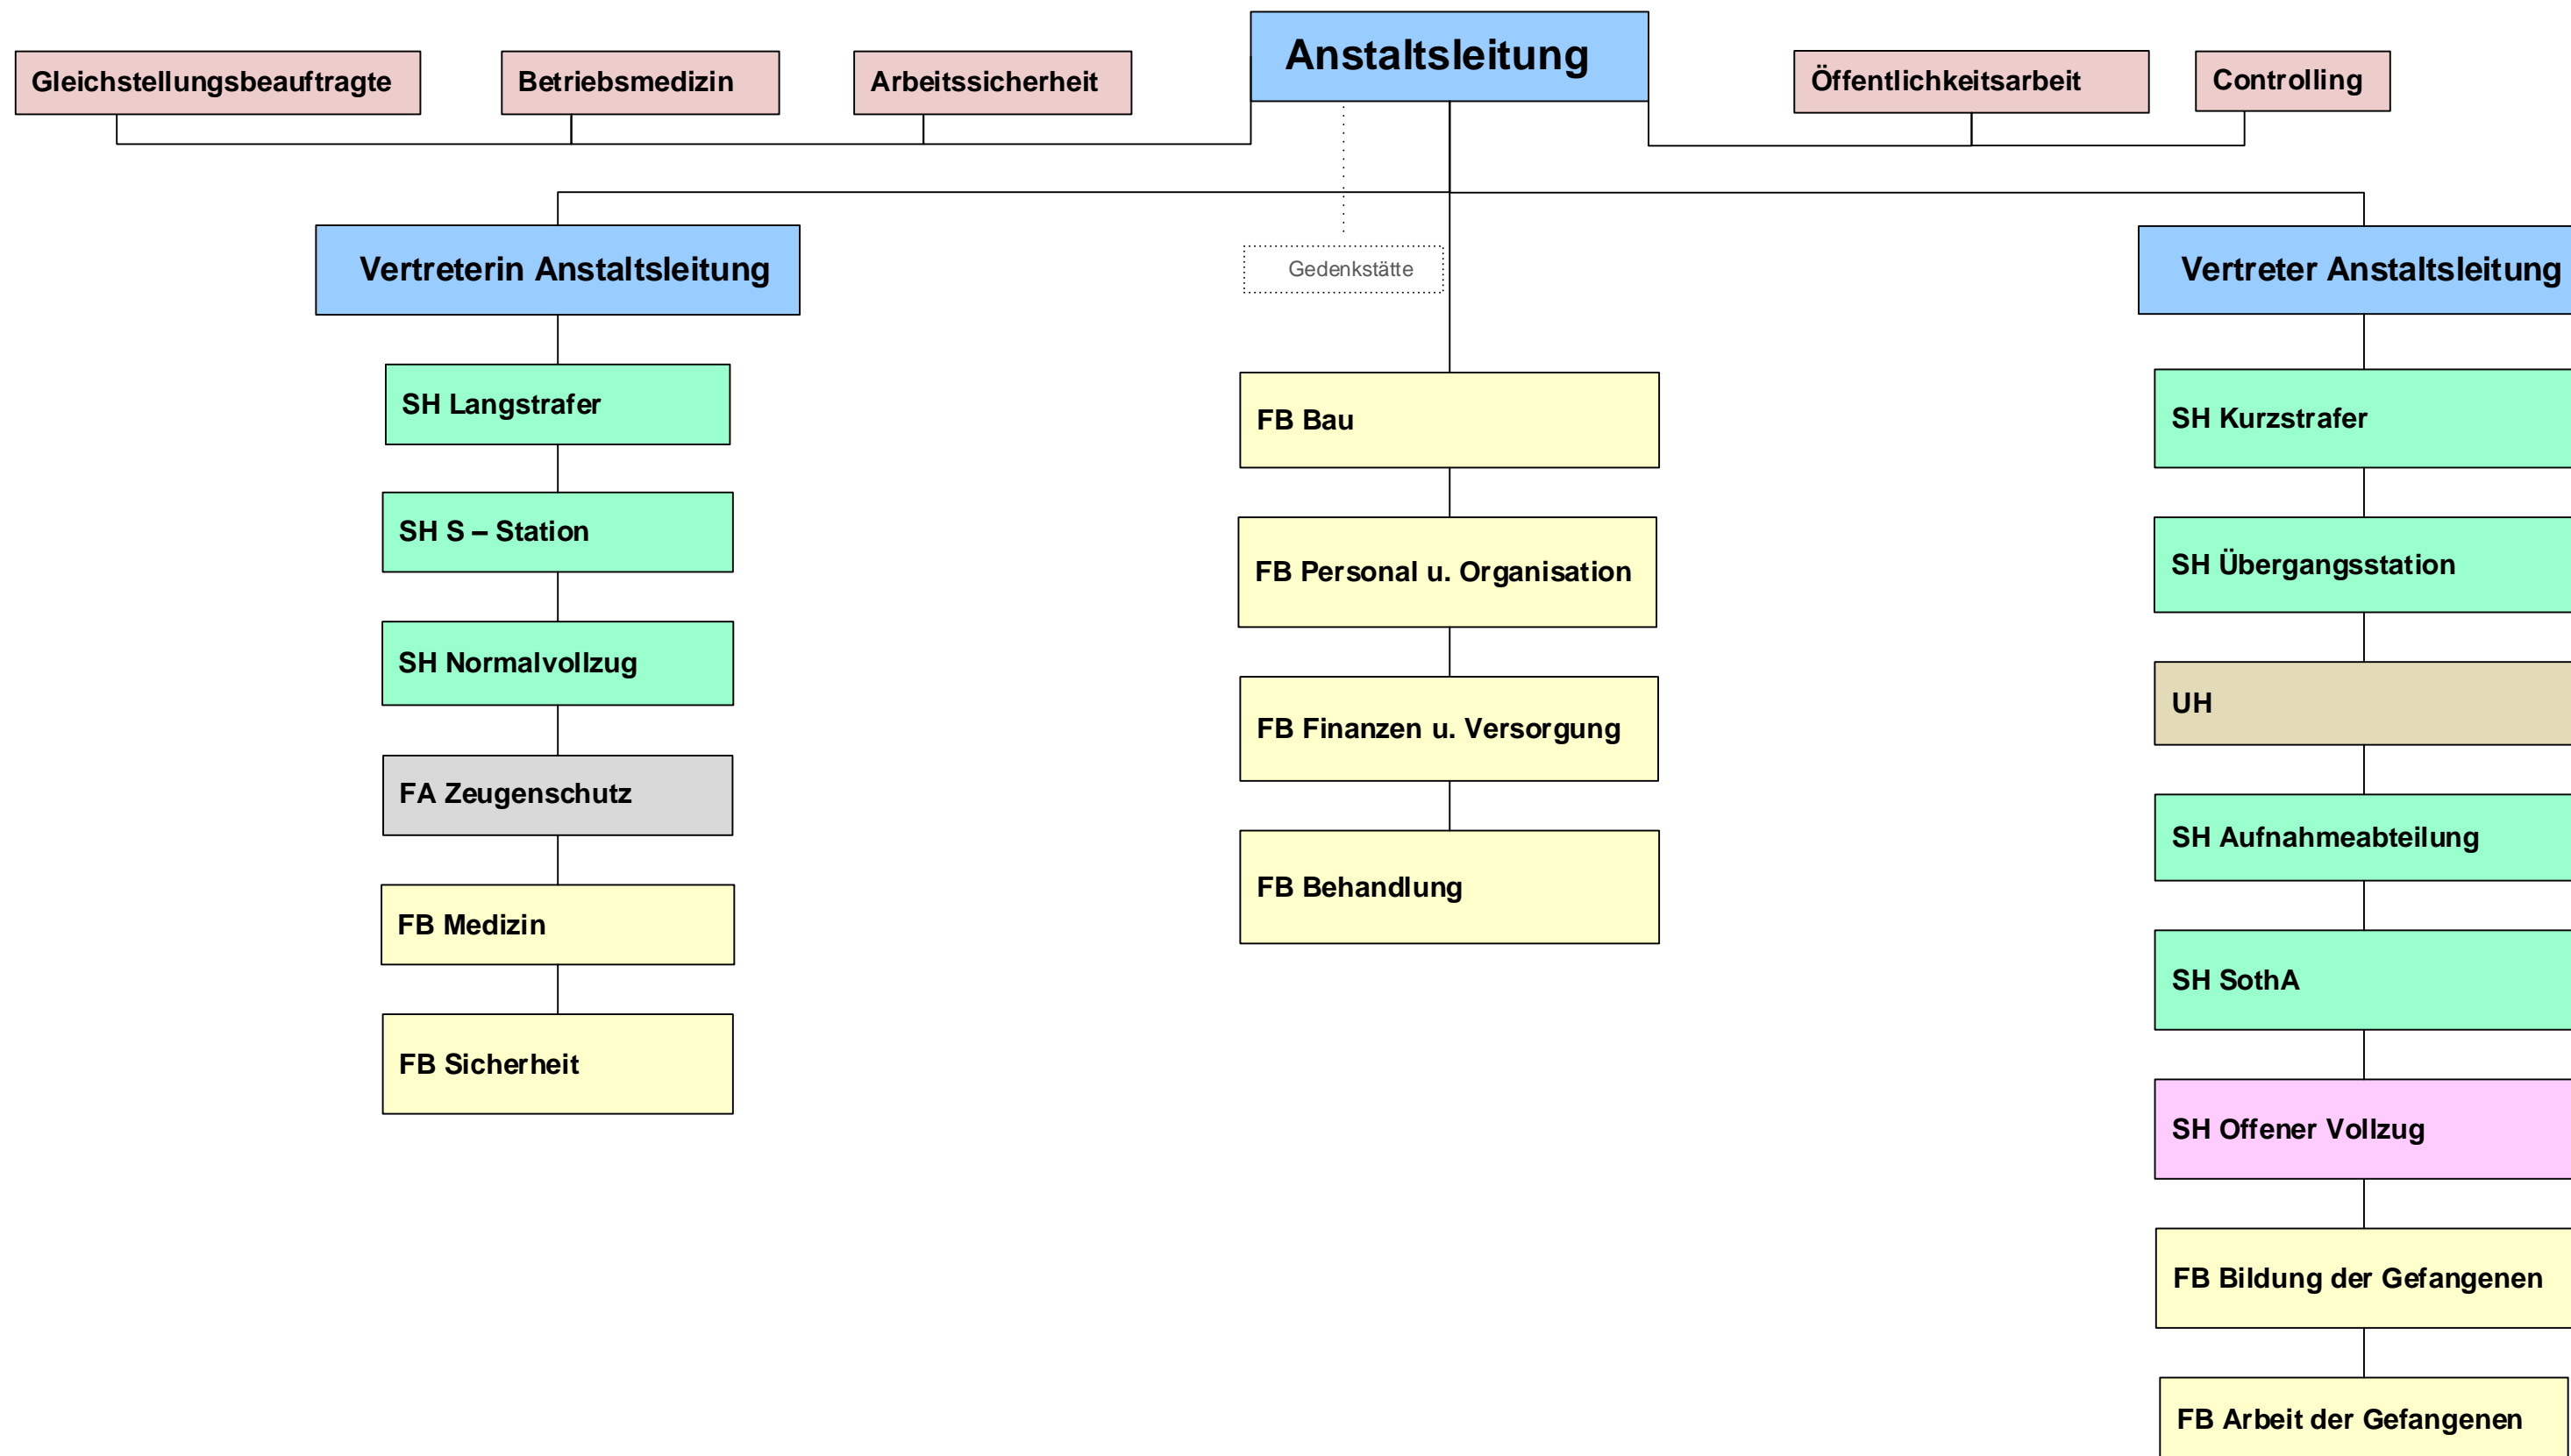 Anstaltsleitung
Gleichstellungsbeauftragte
Betriebsmedizin
Arbeitssicherheit
Öffentlichkeitsarbeit
Controlling
Vertreterin Anstaltsleitung
Gedenkstätte
Vertreter Anstaltsleitung
SH Langstrafer
SH S – Station
SH Normalvollzug
FA Zeugenschutz
FB Medizin
FB Sicherheit
FB Bau
FB Personal u. Organisation
FB Finanzen u. Versorgung
FB Behandlung
SH Kurzstrafer
SH Übergangsstation
UH
SH Aufnahmeabteilung
SH SothA
SH Offener Vollzug
FB Bildung der Gefangenen
FB Arbeit der Gefangenen